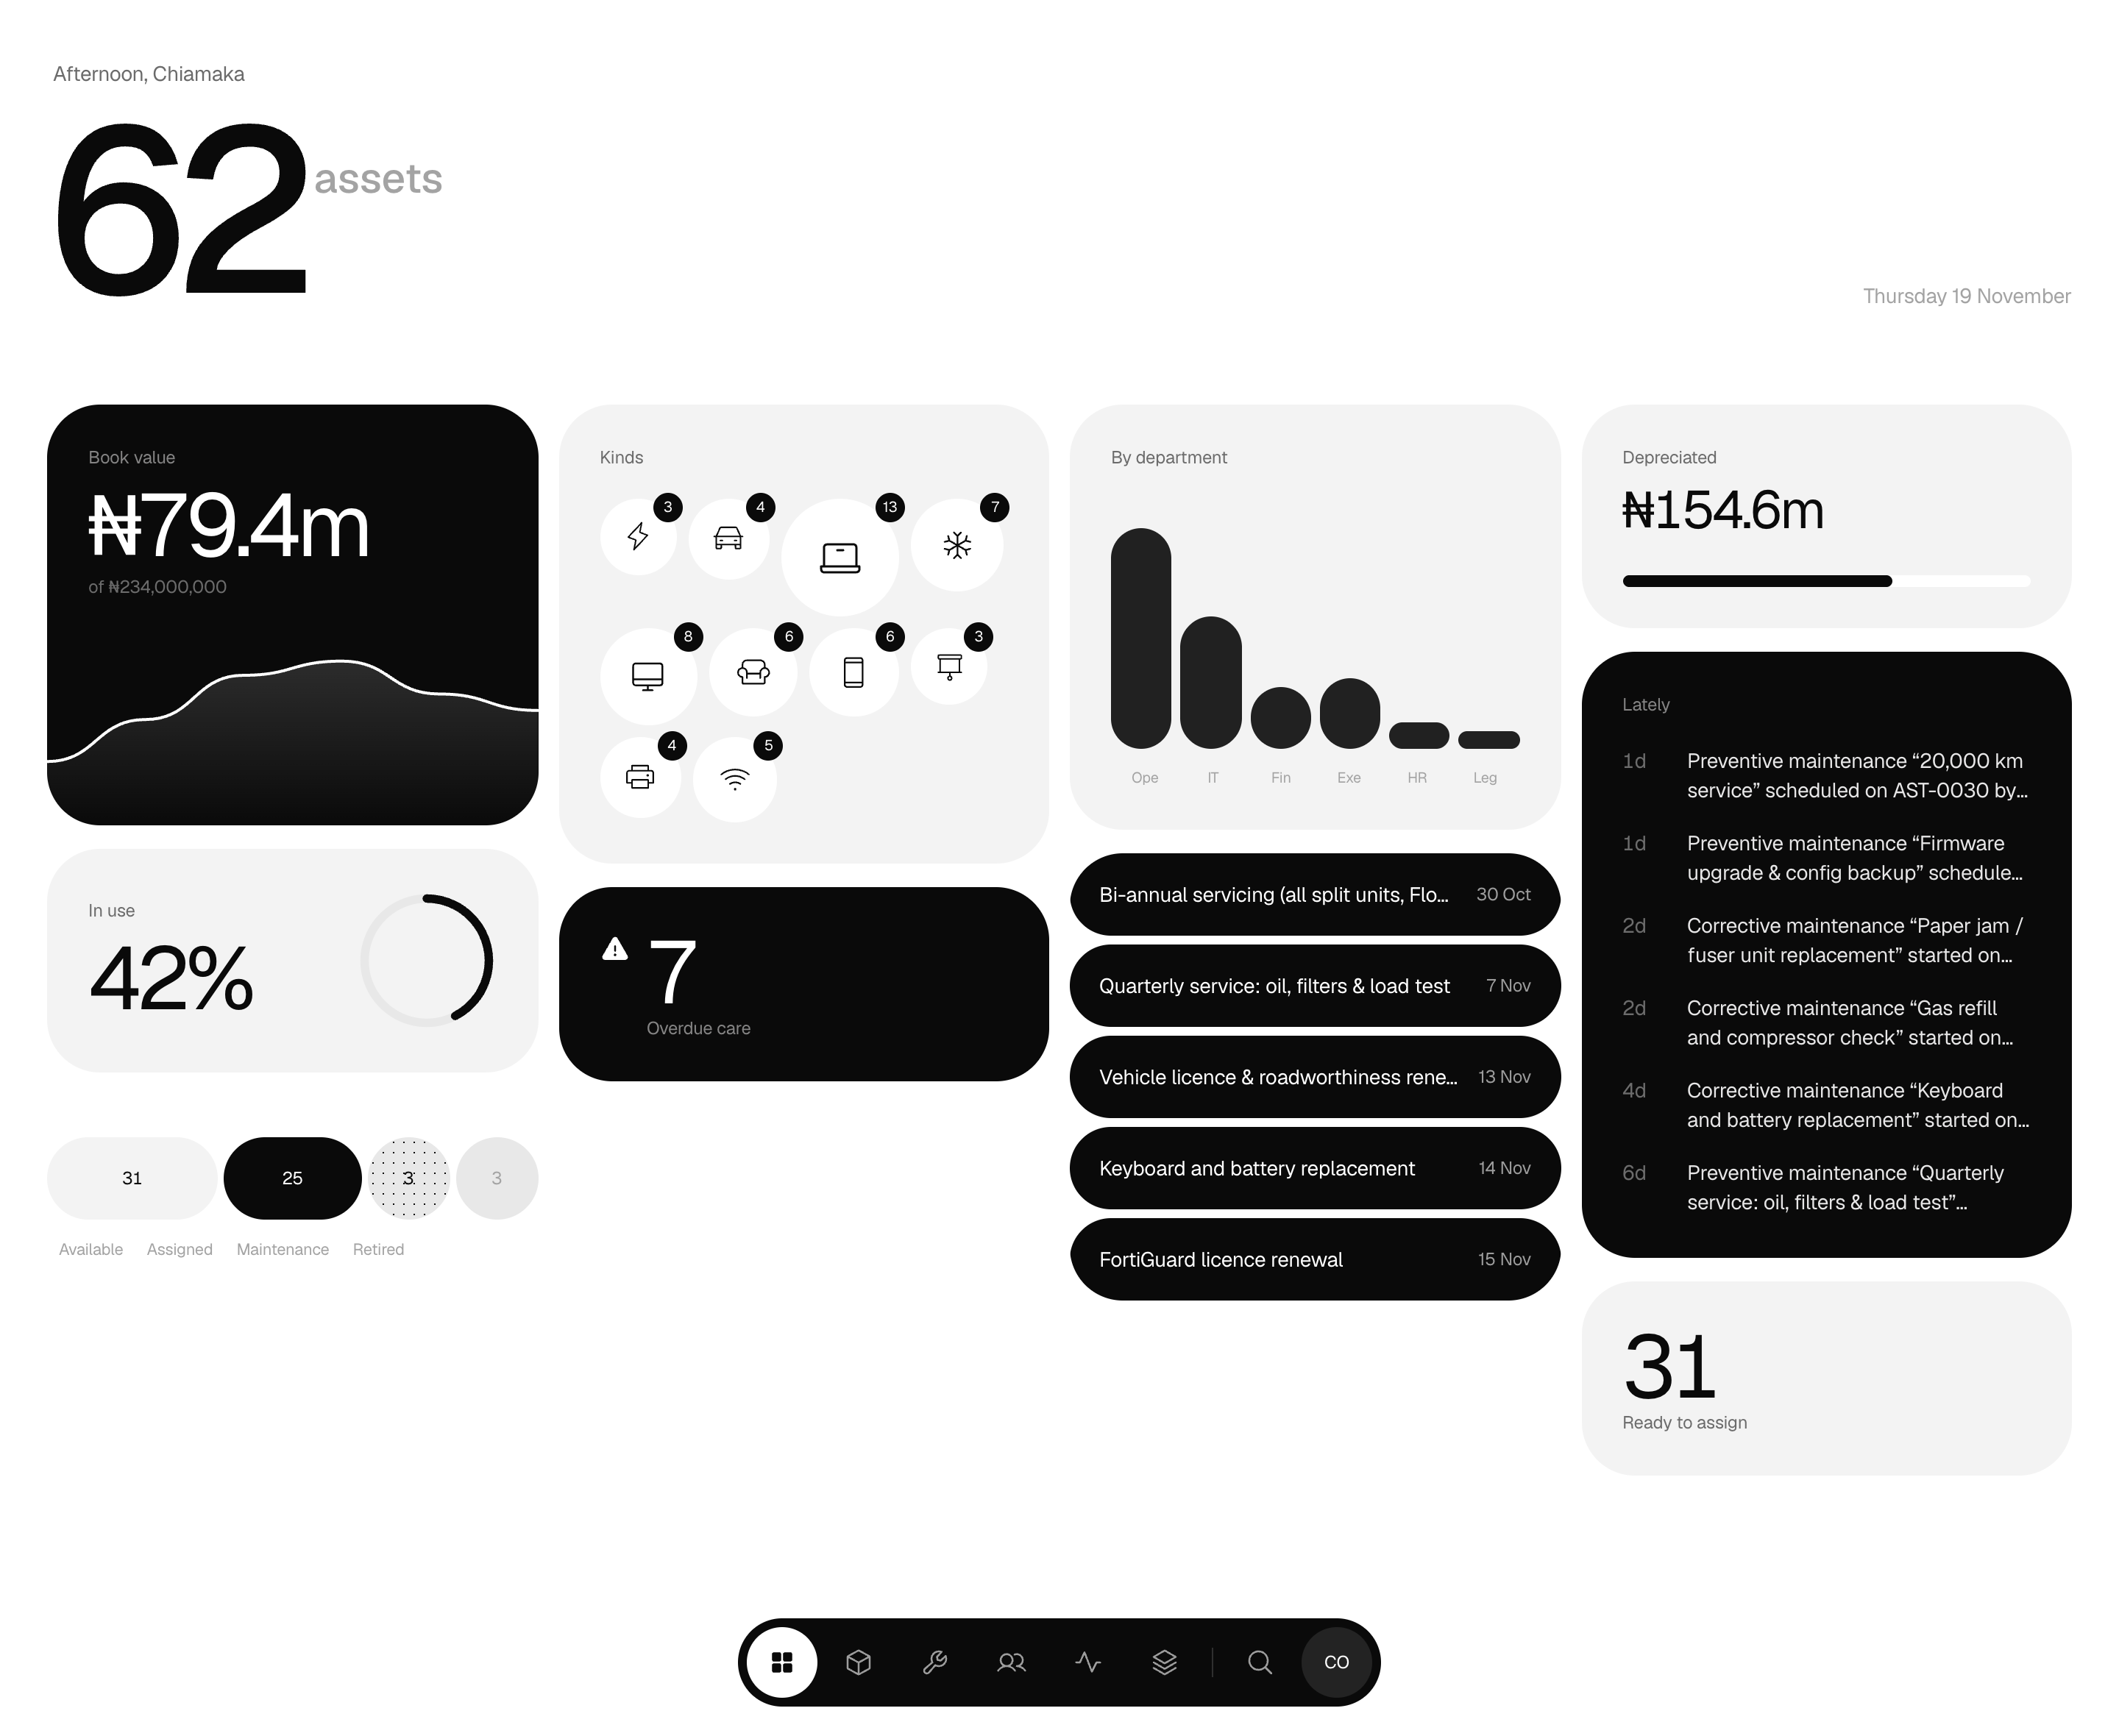 Afternoon, Chiamaka
62 assets
Thursday 19 November
Book value
₦79.4m
of ₦234,000,000
In use
42%
31
25
3
3
Available
Assigned
Maintenance
Retired
Kinds
3
4
13
7
8
6
6
3
4
5
7
Overdue care
By department
Ope
IT
Fin
Exe
HR
Leg
Bi-annual servicing (all split units, Flo... 30 Oct
Quarterly service: oil, filters & load test 7 Nov
Vehicle licence & roadworthiness rene... 13 Nov
Keyboard and battery replacement 14 Nov
FortiGuard licence renewal 15 Nov
Depreciated
₦154.6m
Lately
1d Preventive maintenance “20,000 km
service” scheduled on AST-0030 by...
1d Preventive maintenance “Firmware
upgrade & config backup” schedule...
2d Corrective maintenance “Paper jam /
fuser unit replacement” started on...
2d Corrective maintenance “Gas refill
and compressor check” started on...
4d Corrective maintenance “Keyboard
and battery replacement” started on...
6d Preventive maintenance “Quarterly
service: oil, filters & load test”...
31
Ready to assign
CO